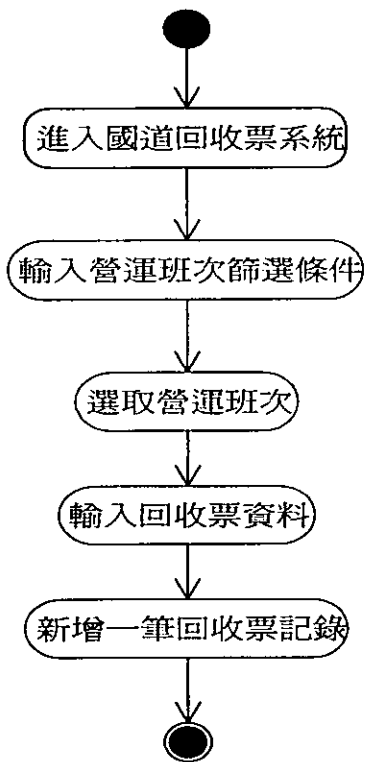 進入國道回收票系統
輸入營運班次篩選條件
選取營運班次
輸入回收票資料
新增一筆回收票記錄